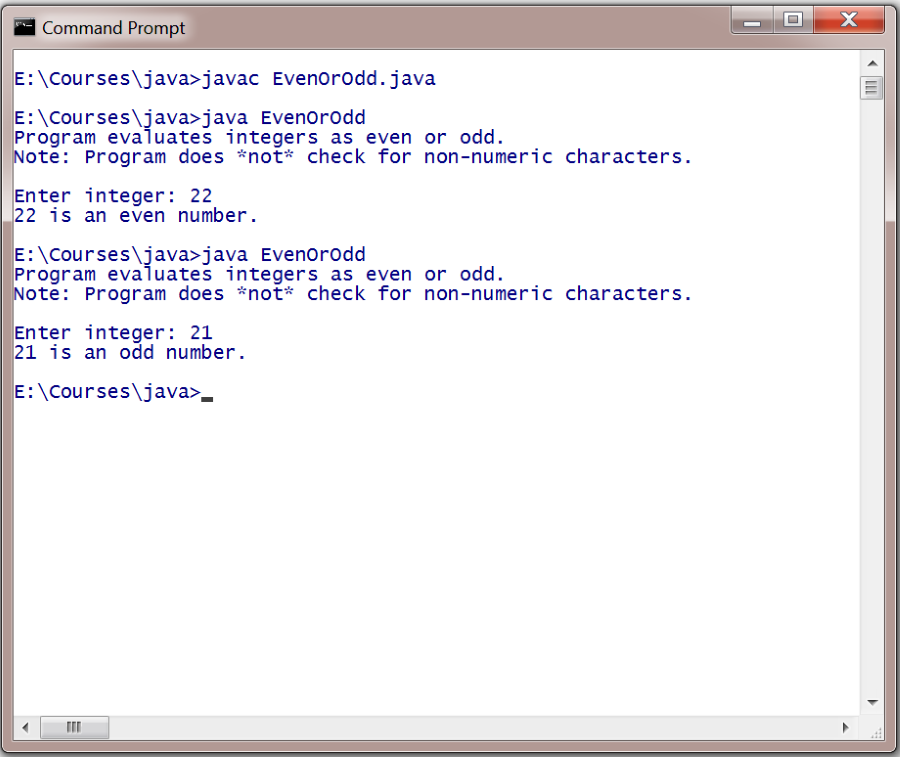 Command Prompt
E:\Courses\java>javac EvenOrOdd.java
E:\Courses\java>java EvenOrOdd
Program evaluates integers as even or odd.
Note: Program does *not* check for non-numeric characters.
Enter integer: 22
22 is an even number.
E:\Courses\java>java EvenOrOdd
Program evaluates integers as even or odd.
Note: Program does *not* check for non-numeric characters.
Enter integer: 21
21 is an odd number.
E:\Courses\java>